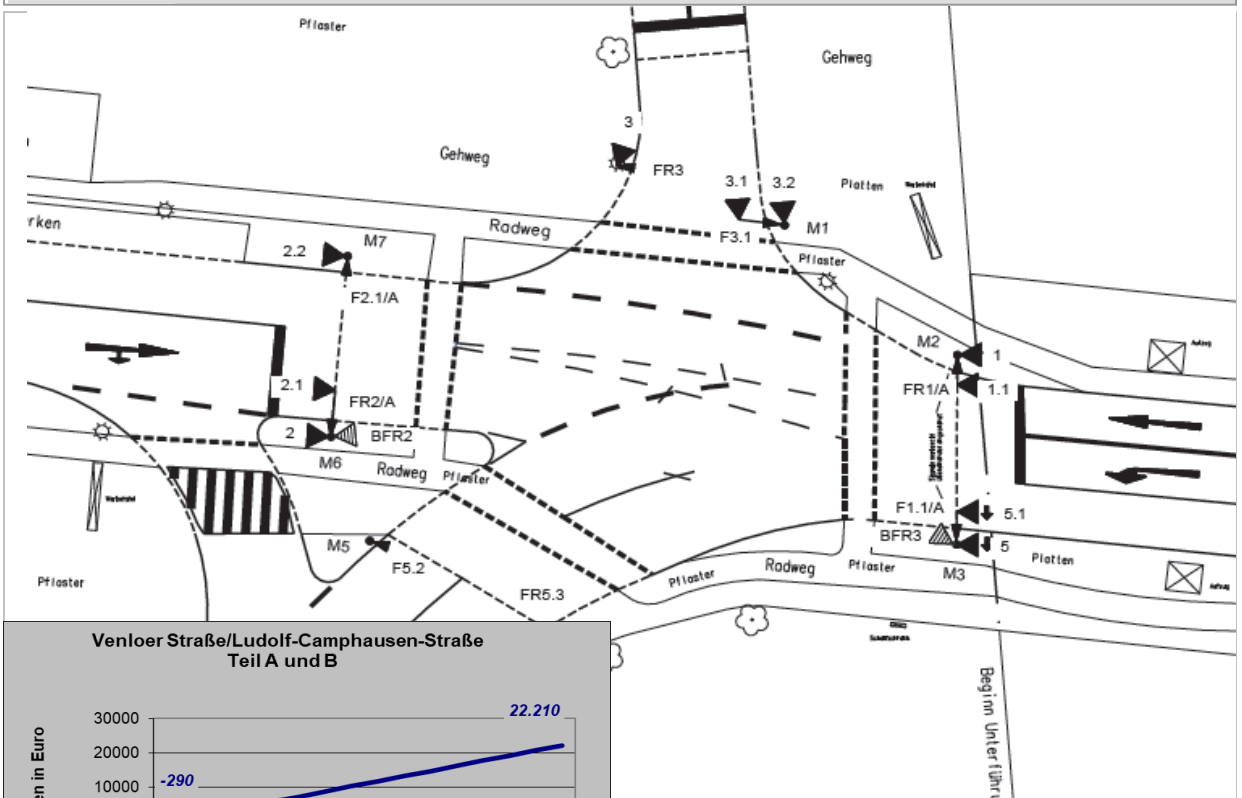 Pflaster
Gehweg
3
FR3
Gehweg
3.1 3.2
Platten
rken
Radweg
M1
F3.1
2.2
M7
Pflaster
F2.1/A
M2
1
FR1/A
1.1
2.1
FR2/A
2
BFR2
M6
Radweg
Pflaster
F1.1/A
5.1
BFR3
5
M5
F5.2
Pflaster
Radweg
Pflaster
M3
Platten
Pflaster
FR5.3
Beginn Unterführu
Venloer Straße/Ludolf-Camphausen-Straße
Teil A und B
en in Euro
30000
20000
10000
22.210
-290